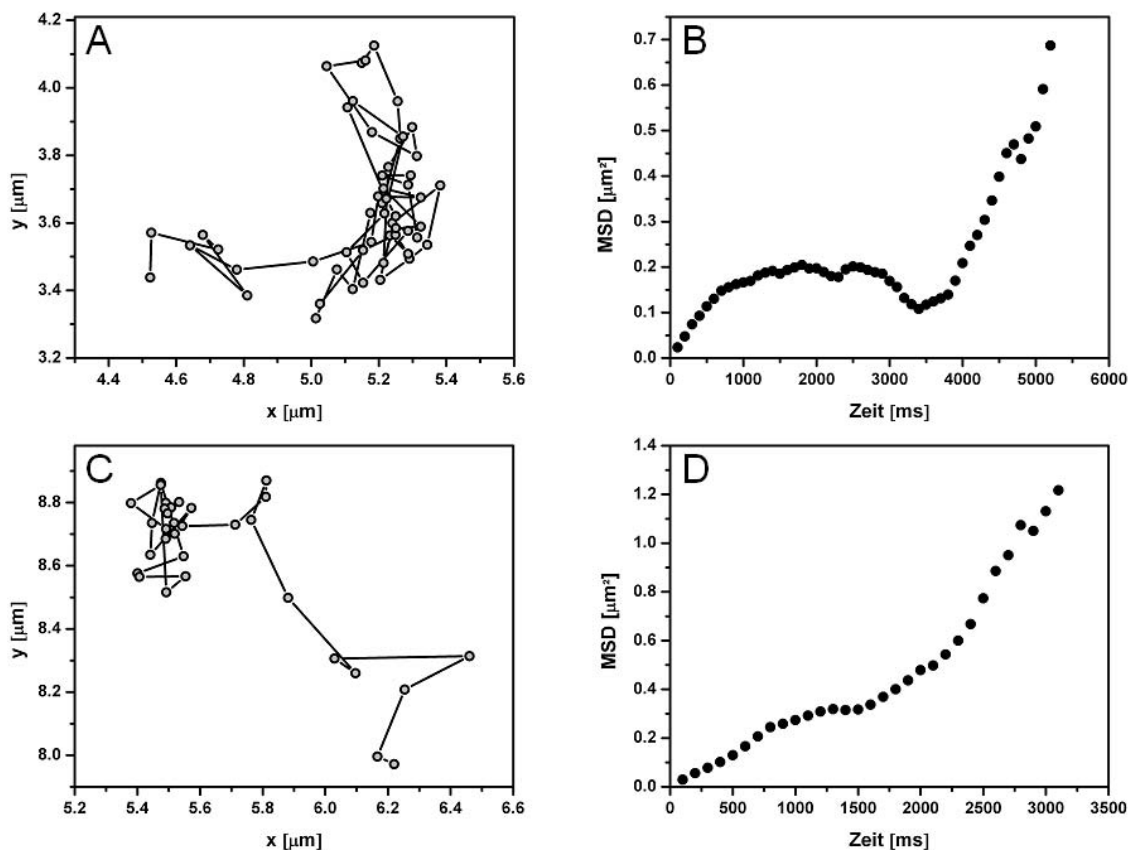 A
4.2
4.0
3.8
3.6
3.4
3.2
y [µm]
4.4 4.6 4.8 5.0 5.2 5.4 5.6
x [µm]
B
0.7
0.6
0.5
0.4
0.3
0.2
0.1
0.0
MSD [µm²]
0 1000 2000 3000 4000 5000 6000
Zeit [ms]
C
8.8
8.6
8.4
8.2
8.0
y [µm]
5.2 5.4 5.6 5.8 6.0 6.2 6.4 6.6
x [µm]
D
1.4
1.2
1.0
0.8
0.6
0.4
0.2
0.0
MSD [µm²]
0 500 1000 1500 2000 2500 3000 3500
Zeit [ms]